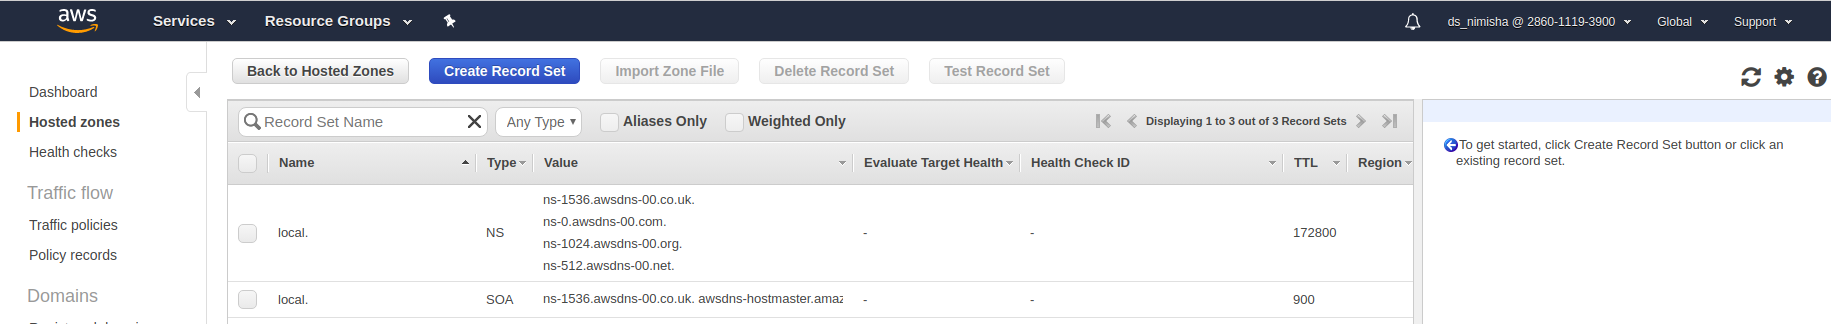 aws Services Resource Groups ds_nimisha @ 2860-1119-3900 Global Support
Back to Hosted Zones Create Record Set Import Zone File Delete Record Set Test Record Set
Dashboard
Hosted zones
Health checks
Traffic flow
Traffic policies
Policy records
Domains
Record Set Name Any Type Aliases Only Weighted Only Displaying 1 to 3 out of 3 Record Sets
Name Type Value Evaluate Target Health Health Check ID TTL Region
local. NS
ns-1536.awsdns-00.co.uk.
ns-0.awsdns-00.com.
ns-1024.awsdns-00.org.
ns-512.awsdns-00.net.
- - 172800
local. SOA ns-1536.awsdns-00.co.uk. awsdns-hostmaster.amaz - - 900
To get started, click Create Record Set button or click an
existing record set.